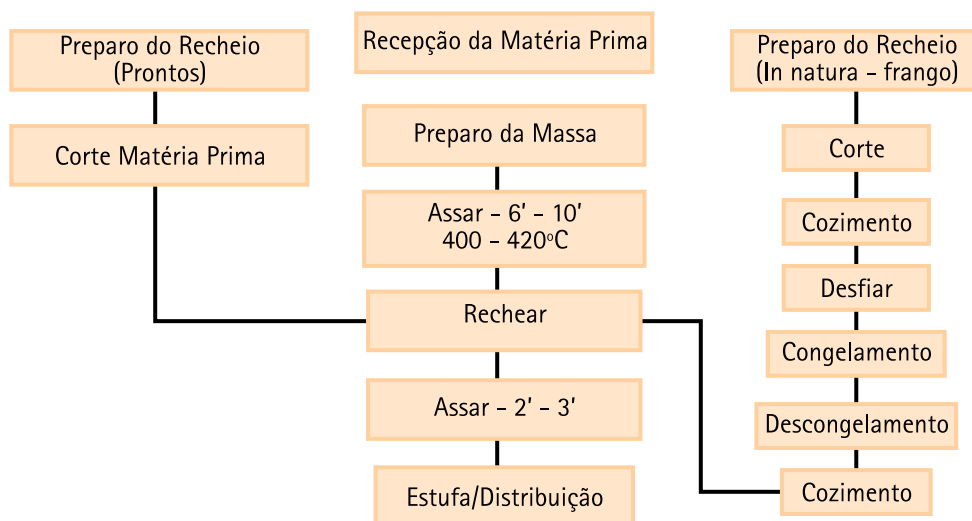 Preparo do Recheio
(Prontos)
Corte Matéria Prima
Recepção da Matéria Prima
Preparo da Massa
Assar - 6' - 10'
400 - 420ºC
Rechear
Assar - 2' - 3'
Estufa/Distribuição
Preparo do Recheio
(In natura - frango)
Corte
Cozimento
Desfiar
Congelamento
Descongelamento
Cozimento